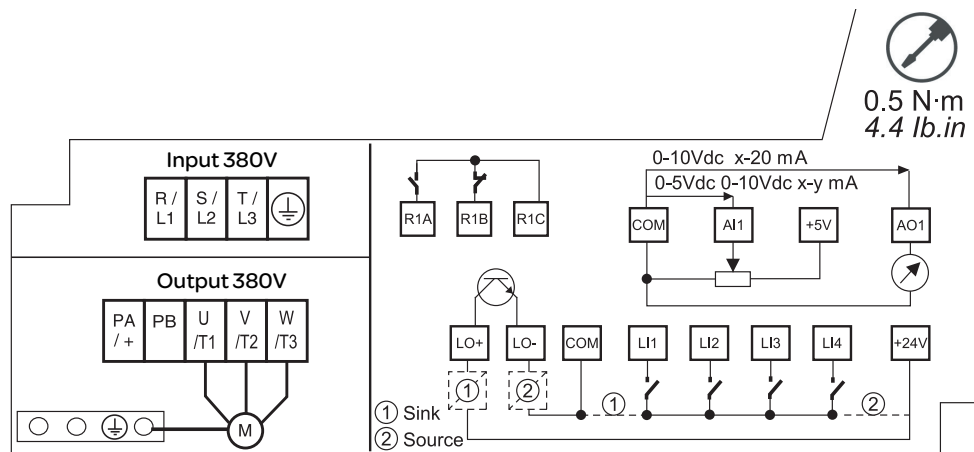 0.5 N·m
4.4 lb.in
Input 380V
R / L1
S / L2
T / L3
Output 380V
PA / +
PB
U /T1
V /T2
W /T3
M
R1A
R1B
R1C
0-10Vdc x-20 mA
0-5Vdc 0-10Vdc x-y mA
COM
AI1
+5V
AO1
LO+
LO-
COM
LI1
LI2
LI3
LI4
+24V
1
2
1
2
① Sink
② Source